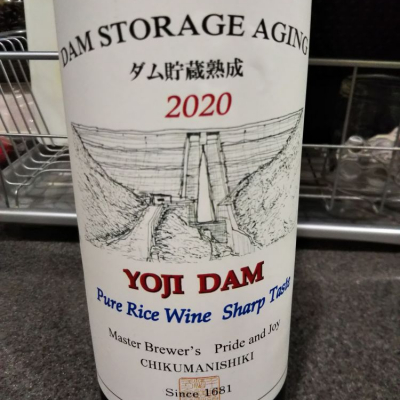 DAM STORAGE AGING
ダム貯蔵熟成
2020
YOJI DAM
Pure Rice Wine Sharp Taste
Master Brewer's Pride and Joy
CHIKUMANISHIKI
Since 1681